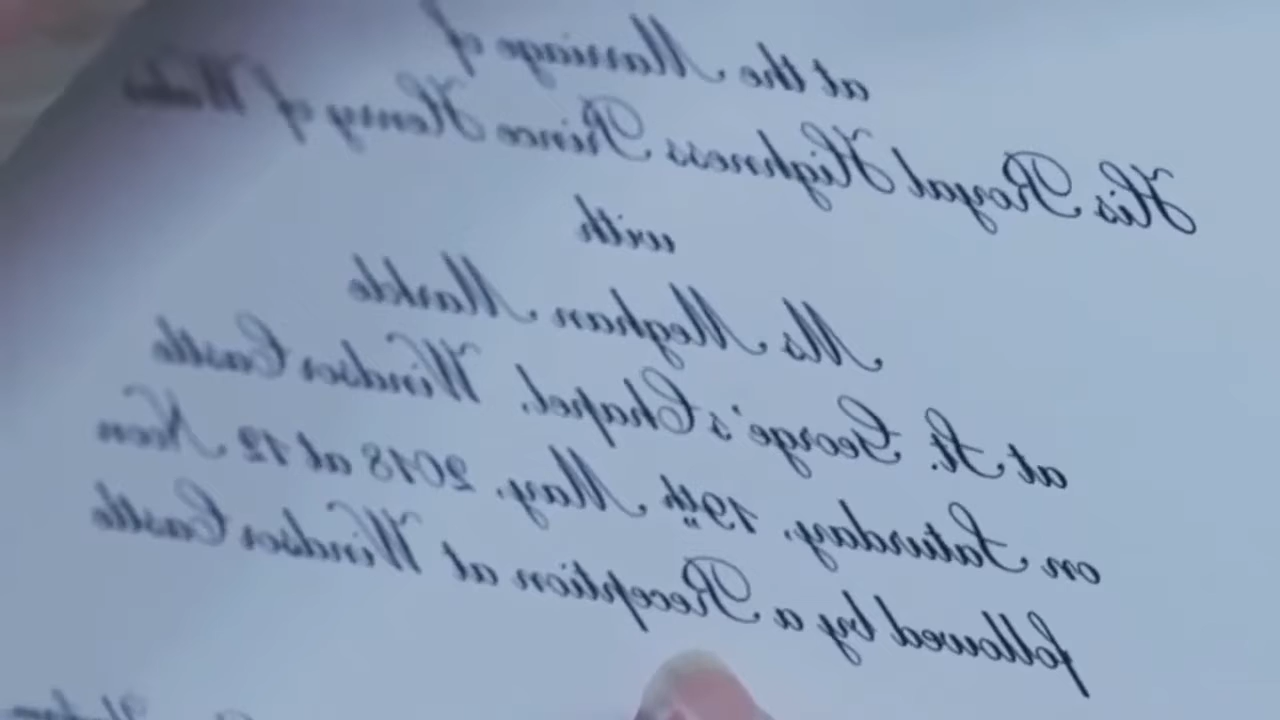 at the Marriage of
His Royal Highness Prince Henry of Wales
with
Ms. Meghan Markle
at St. George's Chapel, Windsor Castle
on Saturday, 19th May, 2018 at 12 Noon
followed by a Reception at Windsor Castle